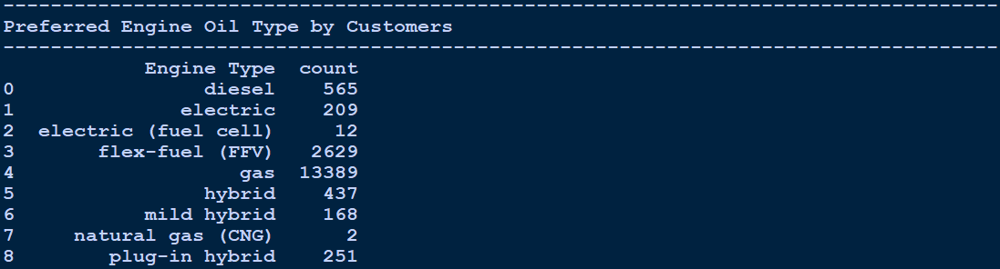 ------------------------------------------------------------------------------------
Preferred Engine Oil Type by Customers
------------------------------------------------------------------------------------
            Engine Type  count
0                diesel    565
1              electric    209
2  electric (fuel cell)     12
3       flex-fuel (FFV)   2629
4                   gas  13389
5                hybrid    437
6           mild hybrid    168
7     natural gas (CNG)      2
8        plug-in hybrid    251